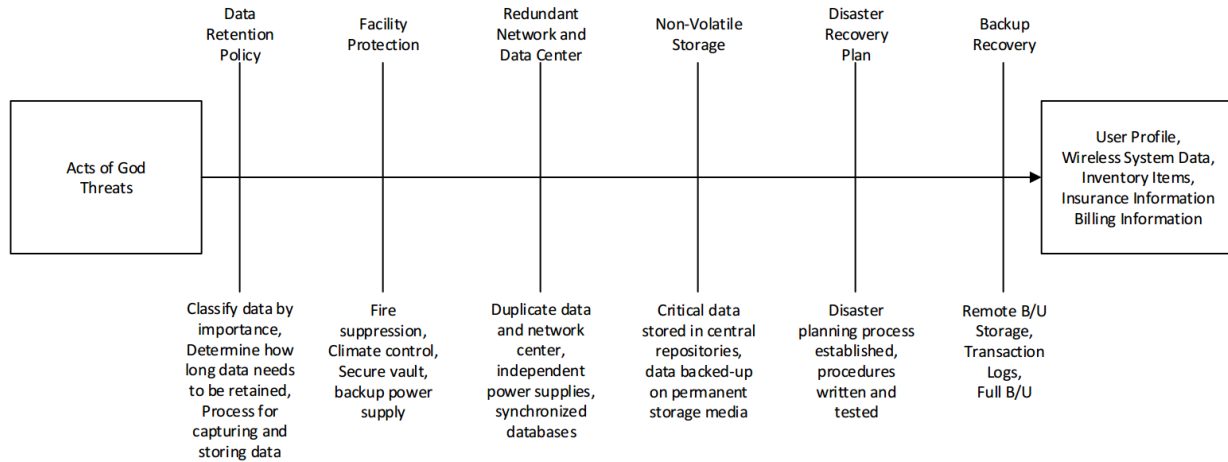 Data
Retention
Policy
Facility
Protection
Redundant
Network and
Data Center
Non-Volatile
Storage
Disaster
Recovery
Plan
Backup
Recovery
Acts of God
Threats
User Profile,
Wireless System Data,
Inventory Items,
Insurance Information
Billing Information
Classify data by
importance,
Determine how
long data needs
to be retained,
Process for
capturing and
storing data
Fire
suppression,
Climate control,
Secure vault,
backup power
supply
Duplicate data
and network
center,
independent
power supplies,
synchronized
databases
Critical data
stored in central
repositories,
data backed-up
on permanent
storage media
Disaster
planning process
established,
procedures
written and
tested
Remote B/U
Storage,
Transaction
Logs,
Full B/U